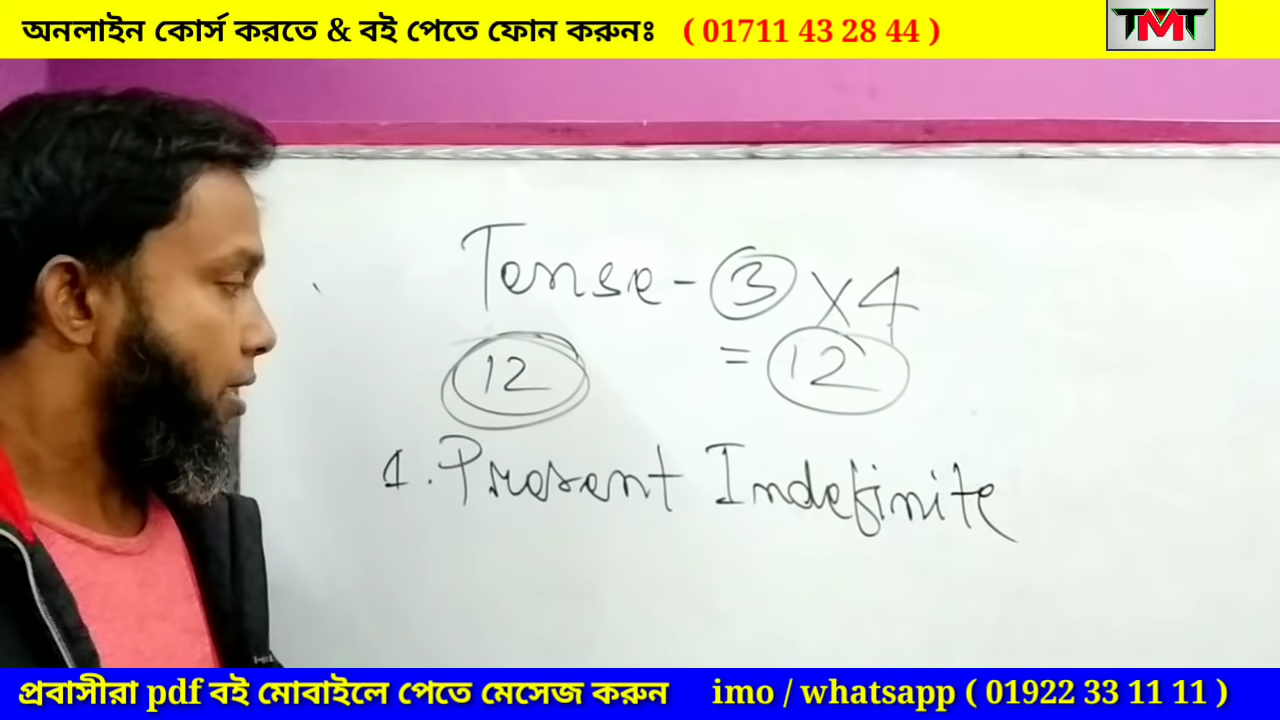 অনলাইন কোর্স করতে & বই পেতে ফোন করুনঃ ( 01711 43 28 44 )
TMT
Tense - 3 x 4
12 = 12
1. Present Indefinite
প্রবাসীরা pdf বই মোবাইলে পেতে মেসেজ করুন imo / whatsapp ( 01922 33 11 11 )